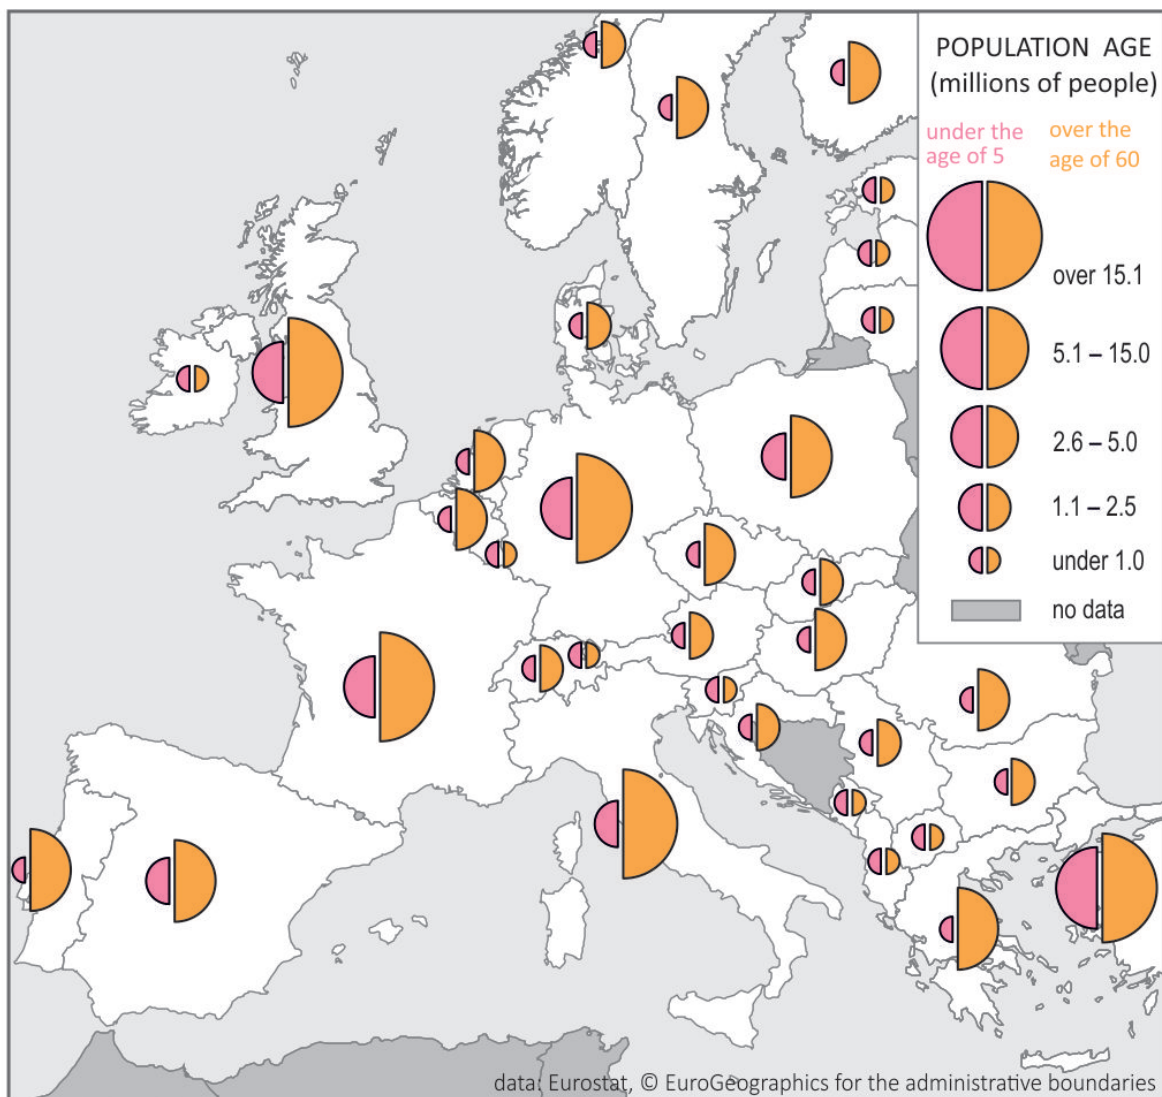 POPULATION AGE
(millions of people)
under the
age of 5
over the
age of 60
over 15.1
5.1 – 15.0
2.6 – 5.0
1.1 – 2.5
under 1.0
no data
data: Eurostat, © EuroGeographics for the administrative boundaries